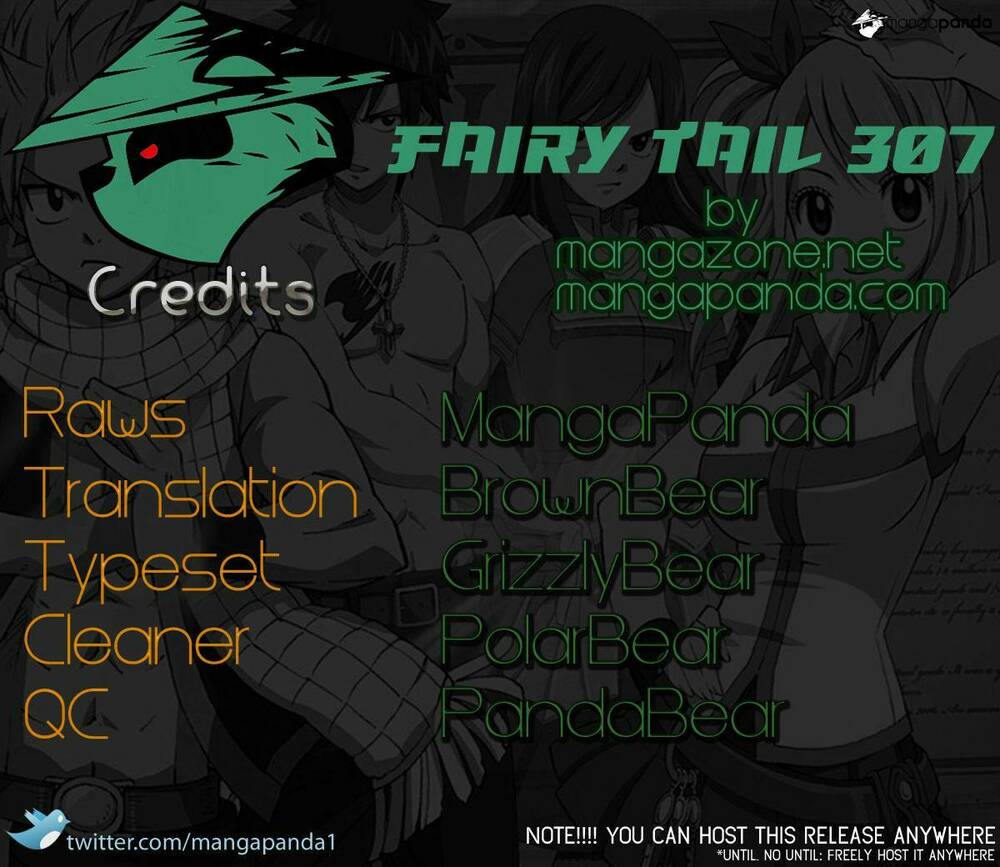 mangapanda
FAIRY TAIL 307
by
mangazone.net
mangapanda.com
Credits
Raws MangaPanda
Translation BrownBear
Typeset GrizzlyBear
Cleaner PolarBear
QC PandaBear
twitter.com/mangapanda1
NOTE!!!! YOU CAN HOST THIS RELEASE ANYWHERE
*UNTIL NO UNTIL: FREELY HOST IT ANYWHERE